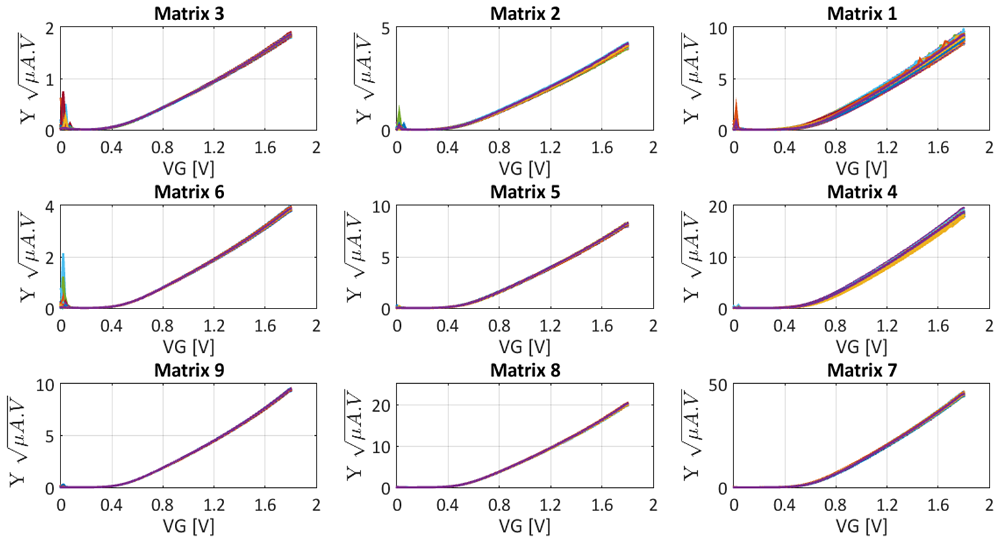 Matrix 3 Matrix 2 Matrix 1
2 5 10
1 5
0 0 0
0 0.4 0.8 1.2 1.6 2 0 0.4 0.8 1.2 1.6 2 0 0.4 0.8 1.2 1.6 2
Y √μA.V Y √μA.V Y √μA.V
VG [V] VG [V] VG [V]
Matrix 6 Matrix 5 Matrix 4
4 10 20
2 5 10
0 0 0
0 0.4 0.8 1.2 1.6 2 0 0.4 0.8 1.2 1.6 2 0 0.4 0.8 1.2 1.6 2
Y √μA.V Y √μA.V Y √μA.V
VG [V] VG [V] VG [V]
Matrix 9 Matrix 8 Matrix 7
10 20 50
5 10
0 0 0
0 0.4 0.8 1.2 1.6 2 0 0.4 0.8 1.2 1.6 2 0 0.4 0.8 1.2 1.6 2
Y √μA.V Y √μA.V Y √μA.V
VG [V] VG [V] VG [V]